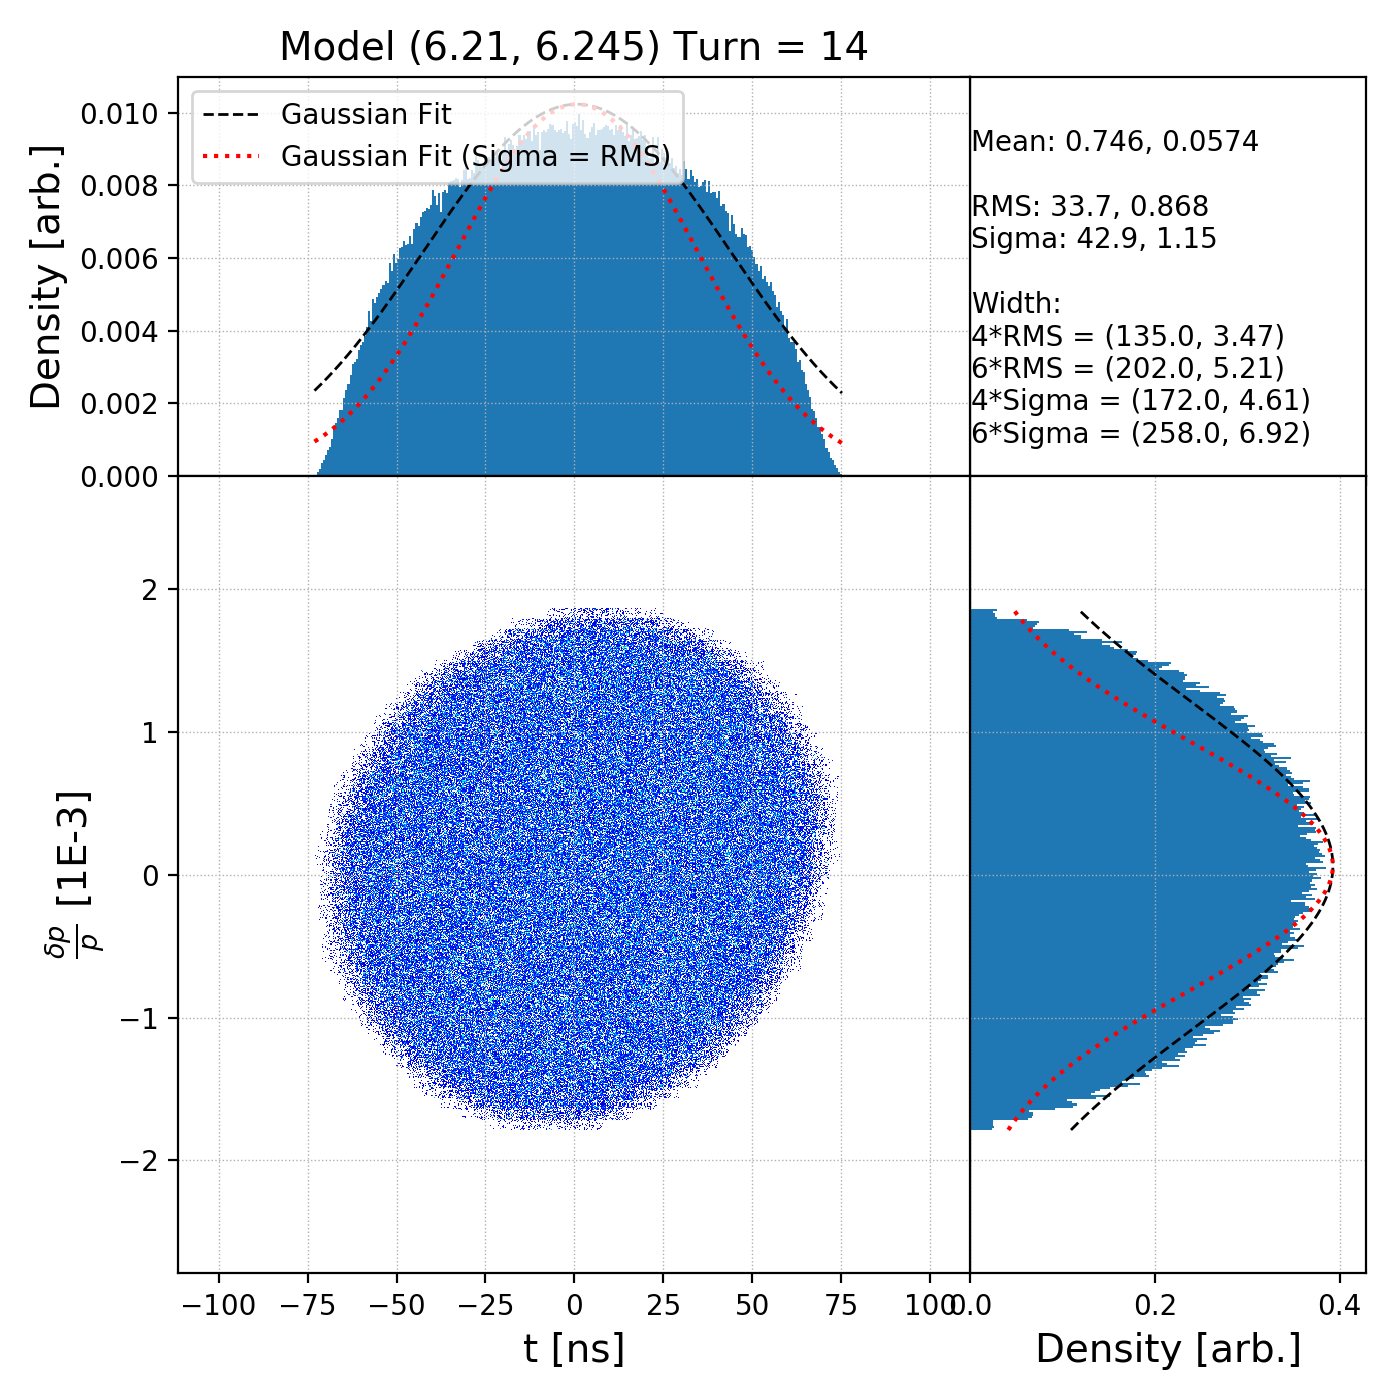 Model (6.21, 6.245) Turn = 14
Gaussian Fit
Gaussian Fit (Sigma = RMS)
Density [arb.]
0.010
0.008
0.006
0.004
0.002
0.000
Mean: 0.746, 0.0574
RMS: 33.7, 0.868
Sigma: 42.9, 1.15
Width:
4*RMS = (135.0, 3.47)
6*RMS = (202.0, 5.21)
4*Sigma = (172.0, 4.61)
6*Sigma = (258.0, 6.92)
δp/p [1E-3]
2
1
0
−1
−2
−100 −75 −50 −25 0 25 50 75 100
t [ns]
0.0 0.2 0.4
Density [arb.]